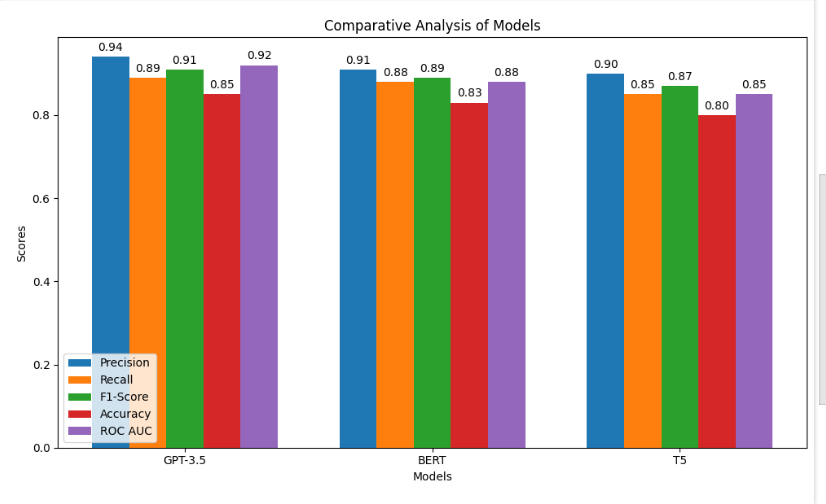 Comparative Analysis of Models
0.94 0.89 0.91 0.85 0.92 0.91 0.88 0.89 0.83 0.88 0.90 0.85 0.87 0.80 0.85
0.8
0.6
0.4
0.2
0.0
Scores
Precision
Recall
F1-Score
Accuracy
ROC AUC
GPT-3.5 BERT T5
Models